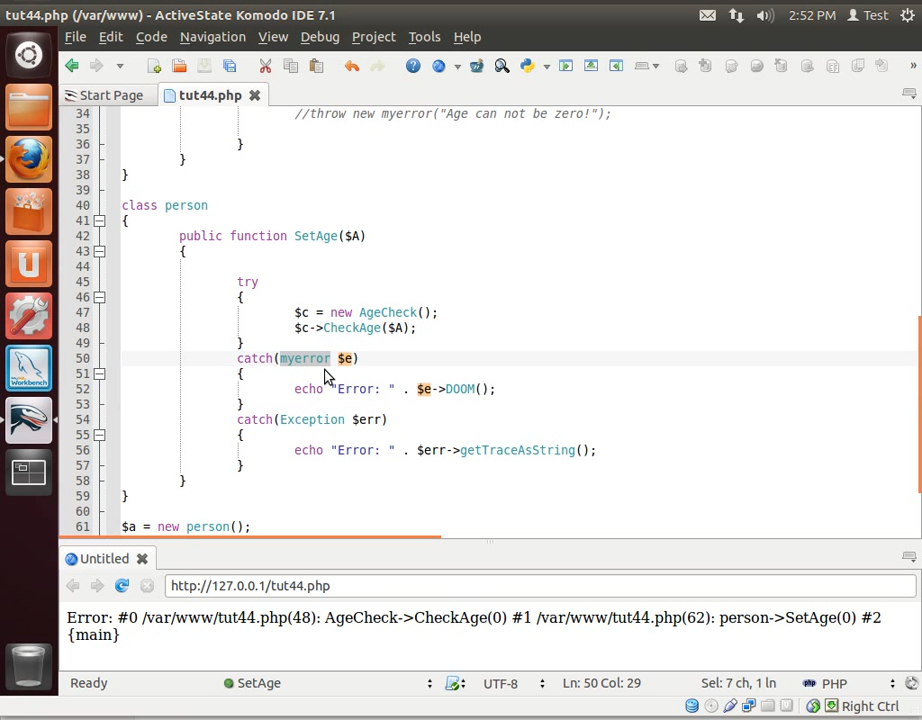 tut44.php (/var/www) - ActiveState Komodo IDE 7.1
2:52 PM
Test
File Edit Code Navigation View Debug Project Tools Help
Start Page
tut44.php
34 //throw new myerror("Age can not be zero!");
35
36 }
37 }
38 }
39
40 class person
41 {
42 public function SetAge($A)
43 {
44
45 try
46 {
47 $c = new AgeCheck();
48 $c->CheckAge($A);
49 }
50 catch(myerror $e)
51 {
52 echo "Error: " . $e->DOOM();
53 }
54 catch(Exception $err)
55 {
56 echo "Error: " . $err->getTraceAsString();
57 }
58 }
59 }
60
61 $a = new person();
Untitled
http://127.0.0.1/tut44.php
Error: #0 /var/www/tut44.php(48): AgeCheck->CheckAge(0) #1 /var/www/tut44.php(62): person->SetAge(0) #2
{main}
Ready
SetAge
UTF-8
Ln: 50 Col: 29
Sel: 7 ch, 1 ln
php PHP
Right Ctrl
MySQL
Workbench